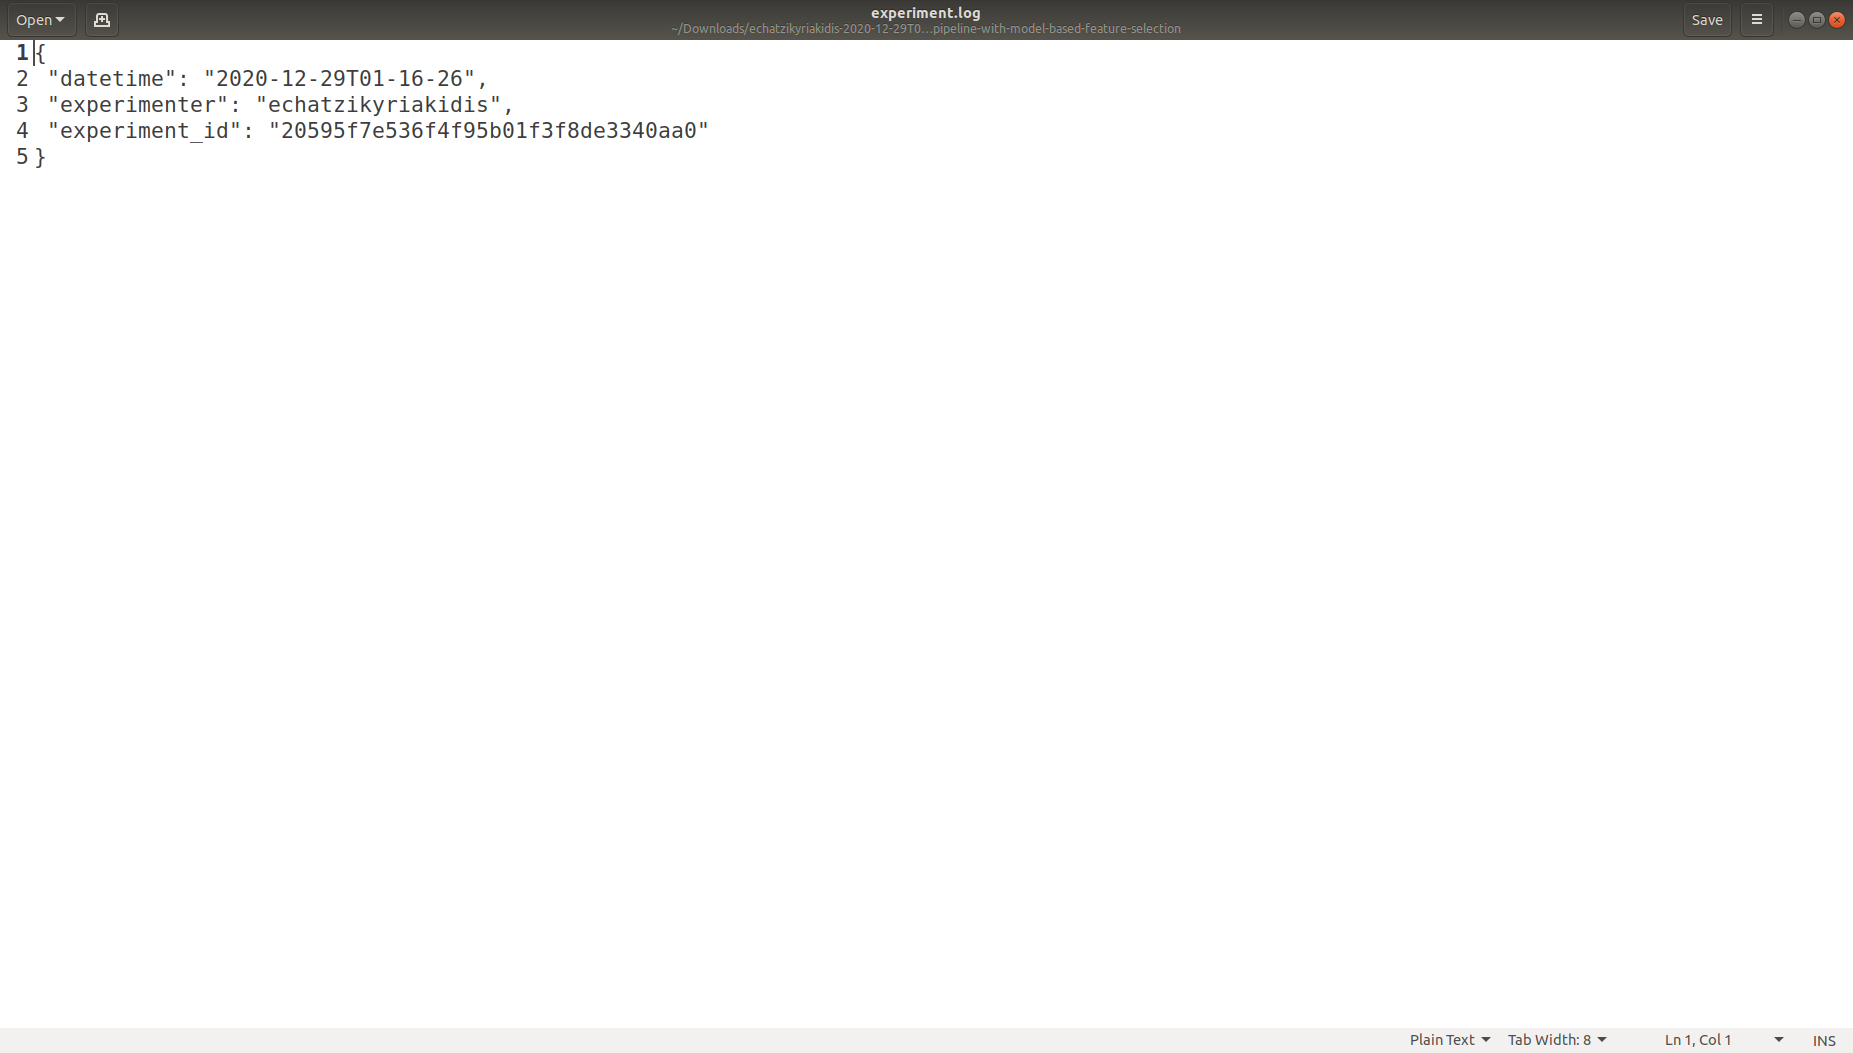 Open
experiment.log
~/Downloads/echatzikyriakidis-2020-12-29T0…pipeline-with-model-based-feature-selection
Save
1 {
2 "datetime": "2020-12-29T01-16-26",
3 "experimenter": "echatzikyriakidis",
4 "experiment_id": "20595f7e536f4f95b01f3f8de3340aa0"
5 }
Plain Text Tab Width: 8 Ln 1, Col 1 INS